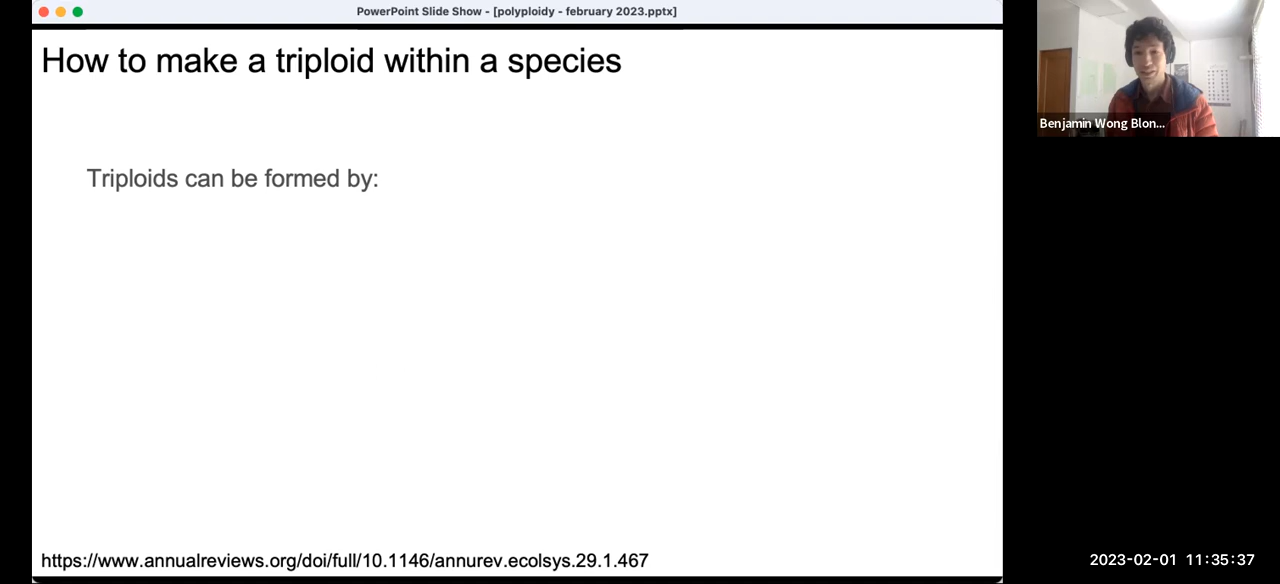 PowerPoint Slide Show - [polyploidy - february 2023.pptx]
How to make a triploid within a species
Triploids can be formed by:
https://www.annualreviews.org/doi/full/10.1146/annurev.ecolsys.29.1.467
Benjamin Wong Blon...
2023-02-01 11:35:37